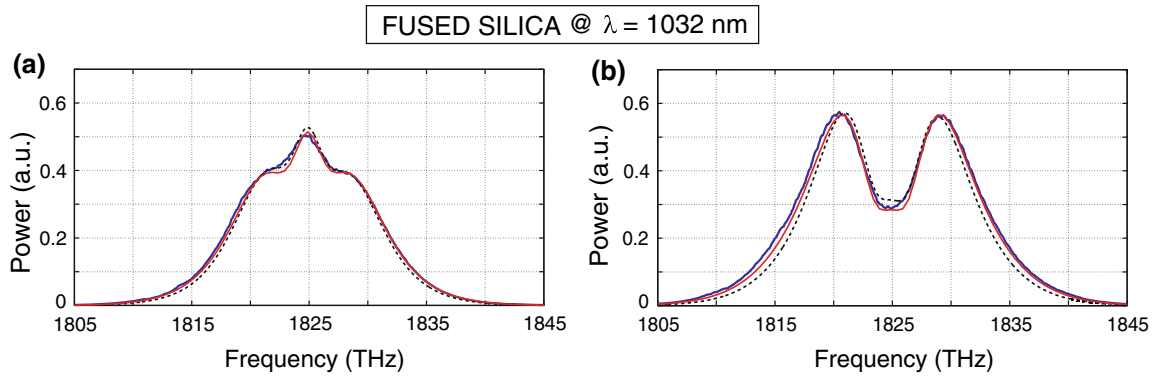 FUSED SILICA @ λ = 1032 nm
(a)
0.6
0.4
0.2
0
Power (a.u.)
1805 1815 1825 1835 1845
Frequency (THz)
(b)
0.6
0.4
0.2
0
Power (a.u.)
1805 1815 1825 1835 1845
Frequency (THz)